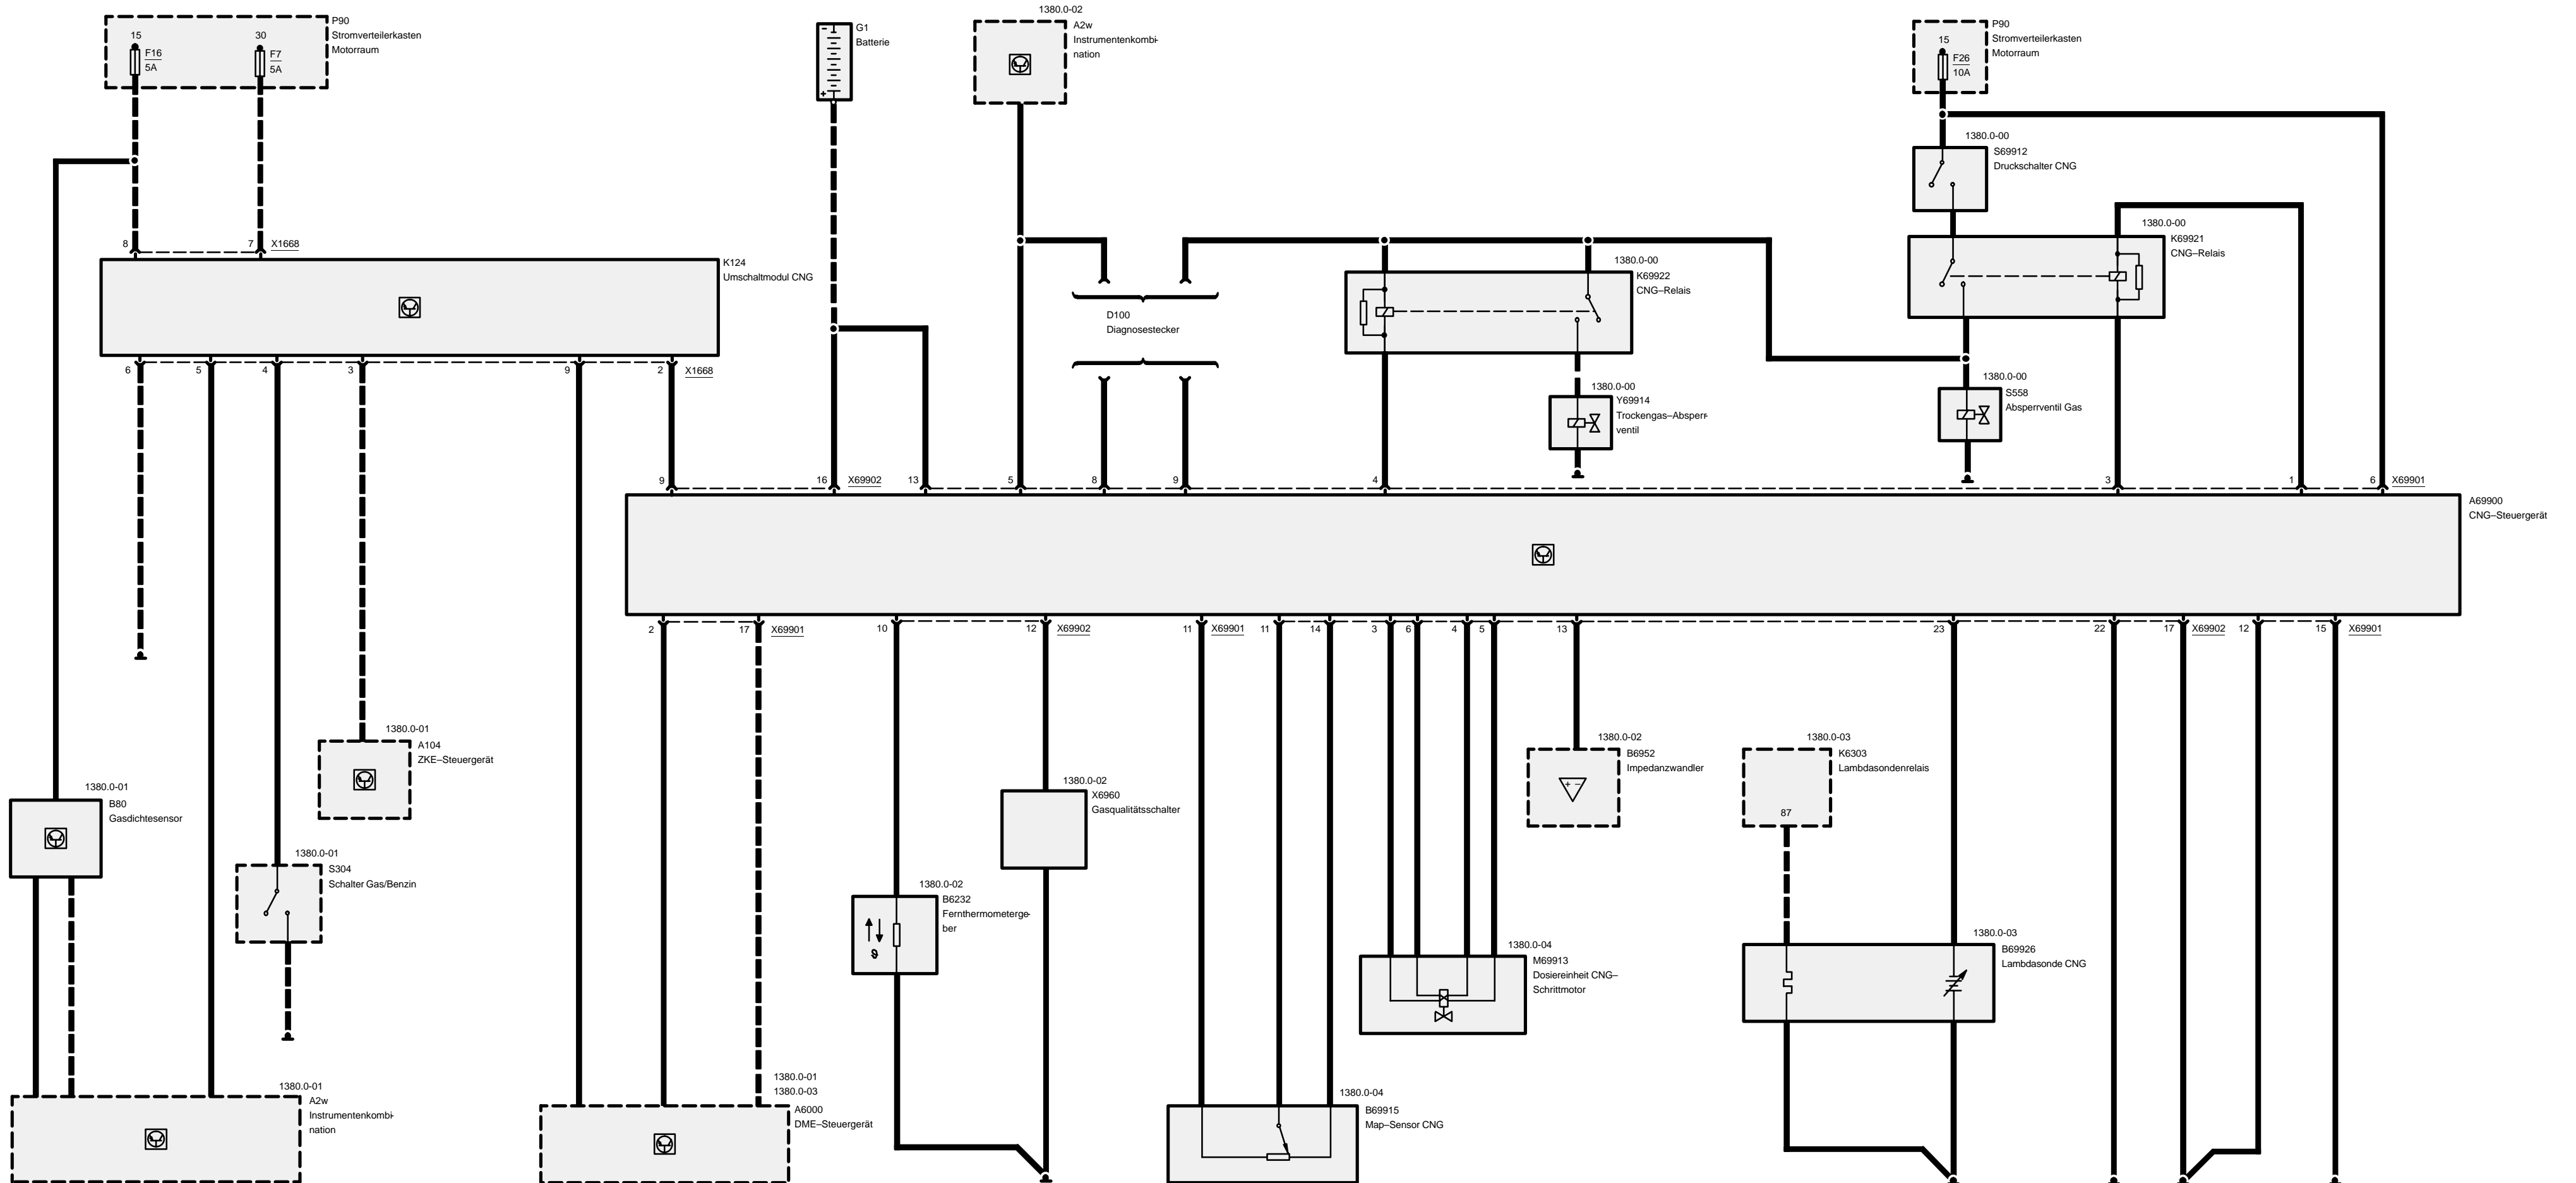 P90
Stromverteilerkasten
Motorraum
15
F16
5A
30
F7
5A
G1
Batterie
1380.0-02
A2w
Instrumentenkombi-
nation
P90
Stromverteilerkasten
Motorraum
15
F26
10A
1380.0-00
S69912
Druckschalter CNG
1380.0-00
K69921
CNG–Relais
8
7
X1668
K124
Umschaltmodul CNG
1380.0-00
K69922
CNG–Relais
D100
Diagnosestecker
6
5
4
3
9
2
X1668
1380.0-00
Y69914
Trockengas–Absperr-
ventil
1380.0-00
S558
Absperrventil Gas
9
16
X69902
13
5
8
9
4
3
1
6
X69901
A69900
CNG–Steuergerät
2
17
X69901
10
12
X69902
11
X69901
11
14
3
6
4
5
13
23
22
17
X69902
12
15
X69901
1380.0-01
A104
ZKE–Steuergerät
1380.0-02
B6952
Impedanzwandler
1380.0-03
K6303
Lambdasondenrelais
87
1380.0-01
B80
Gasdichtesensor
1380.0-02
X6960
Gasqualitätsschalter
1380.0-01
S304
Schalter Gas/Benzin
1380.0-02
B6232
Fernthermometerge-
ber
ϑ
1380.0-04
M69913
Dosiereinheit CNG–
Schrittmotor
1380.0-03
B69926
Lambdasonde CNG
1380.0-01
A2w
Instrumentenkombi-
nation
1380.0-01
1380.0-03
A6000
DME–Steuergerät
1380.0-04
B69915
Map–Sensor CNG